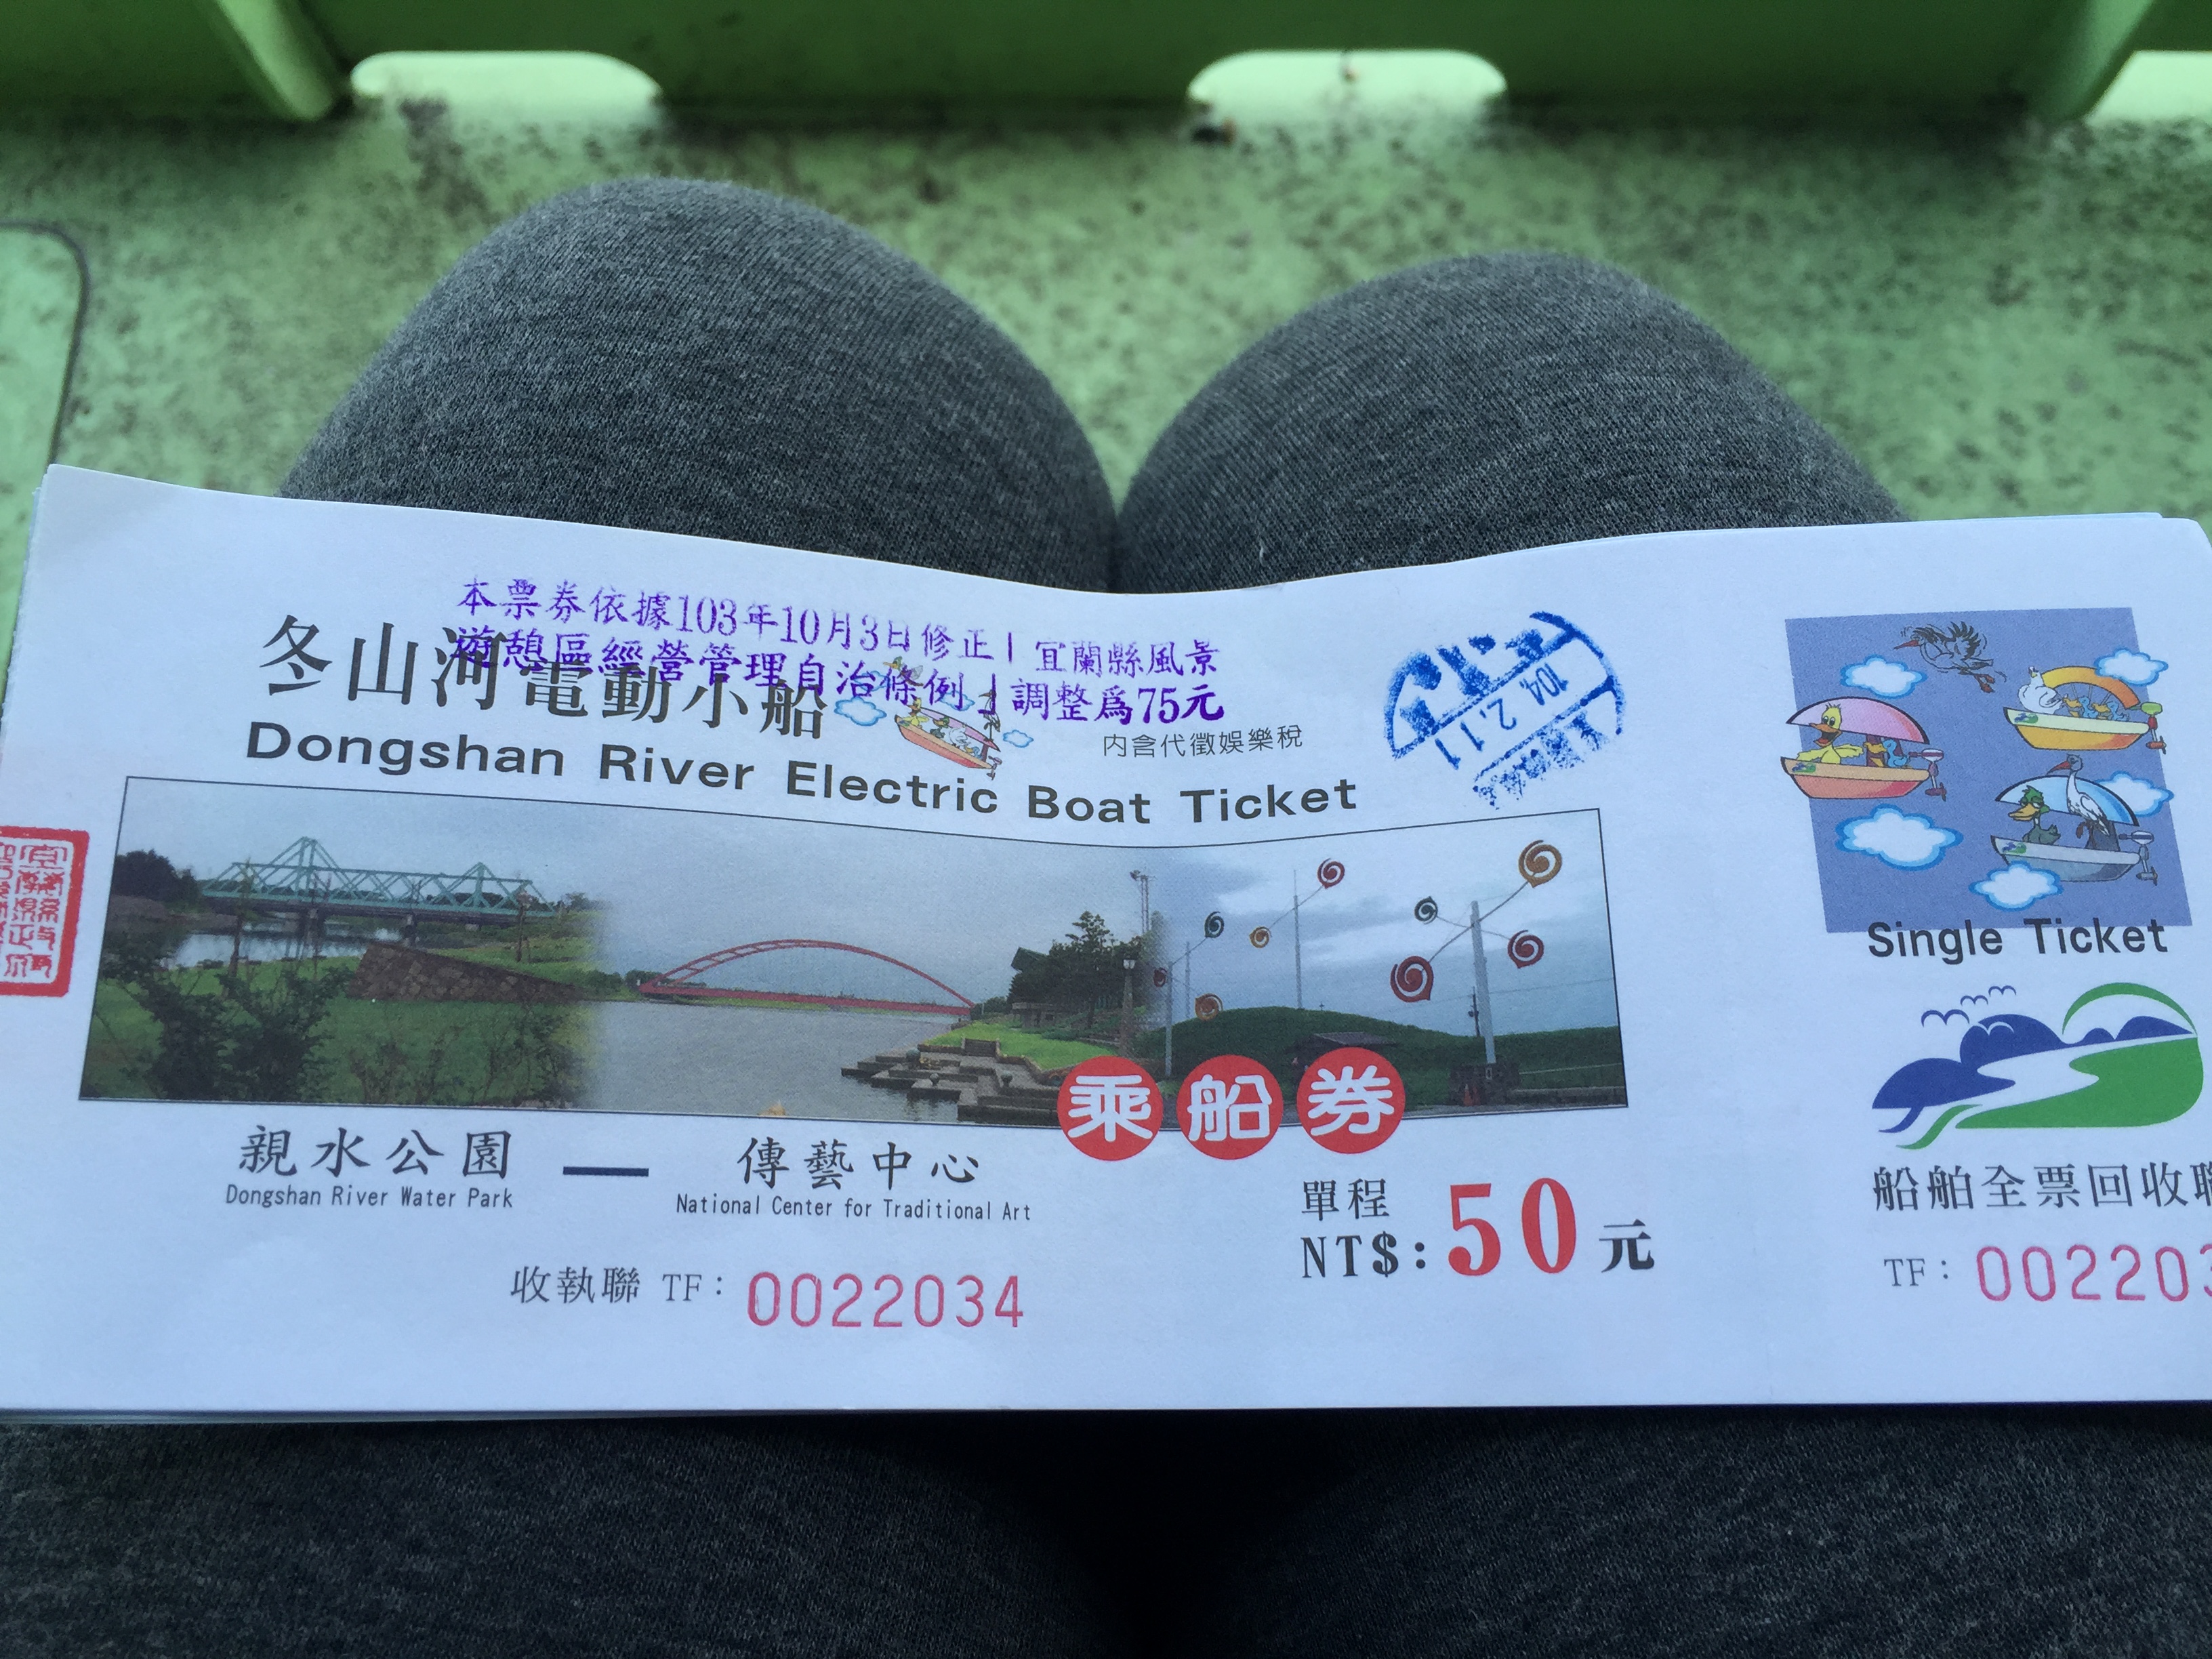 本票券依據103年10月3日修正「宜蘭縣風景
遊憩區經營管理自治條例」調整爲75元
冬山河電動小船
內含代徵娛樂稅
Dongshan River Electric Boat Ticket
104. 2. 11
乘船券
親水公園 — 傳藝中心
Dongshan River Water Park
National Center for Traditional Art
單程
NT$:50元
收執聯 TF: 0022034
Single Ticket
船舶全票回收聯
TF: 002203